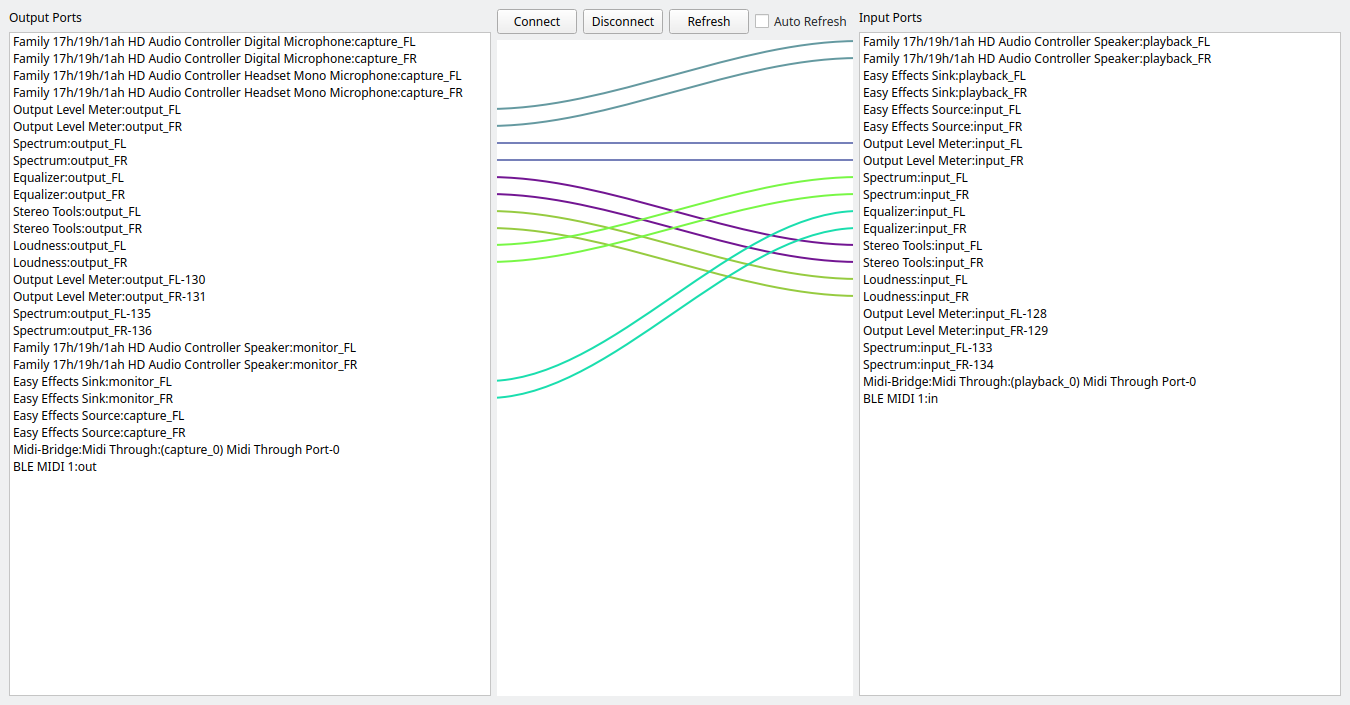 Output Ports
Connect
Disconnect
Refresh
Auto Refresh
Input Ports
Family 17h/19h/1ah HD Audio Controller Digital Microphone:capture_FL
Family 17h/19h/1ah HD Audio Controller Digital Microphone:capture_FR
Family 17h/19h/1ah HD Audio Controller Headset Mono Microphone:capture_FL
Family 17h/19h/1ah HD Audio Controller Headset Mono Microphone:capture_FR
Output Level Meter:output_FL
Output Level Meter:output_FR
Spectrum:output_FL
Spectrum:output_FR
Equalizer:output_FL
Equalizer:output_FR
Stereo Tools:output_FL
Stereo Tools:output_FR
Loudness:output_FL
Loudness:output_FR
Output Level Meter:output_FL-130
Output Level Meter:output_FR-131
Spectrum:output_FL-135
Spectrum:output_FR-136
Family 17h/19h/1ah HD Audio Controller Speaker:monitor_FL
Family 17h/19h/1ah HD Audio Controller Speaker:monitor_FR
Easy Effects Sink:monitor_FL
Easy Effects Sink:monitor_FR
Easy Effects Source:capture_FL
Easy Effects Source:capture_FR
Midi-Bridge:Midi Through:(capture_0) Midi Through Port-0
BLE MIDI 1:out
Family 17h/19h/1ah HD Audio Controller Speaker:playback_FL
Family 17h/19h/1ah HD Audio Controller Speaker:playback_FR
Easy Effects Sink:playback_FL
Easy Effects Sink:playback_FR
Easy Effects Source:input_FL
Easy Effects Source:input_FR
Output Level Meter:input_FL
Output Level Meter:input_FR
Spectrum:input_FL
Spectrum:input_FR
Equalizer:input_FL
Equalizer:input_FR
Stereo Tools:input_FL
Stereo Tools:input_FR
Loudness:input_FL
Loudness:input_FR
Output Level Meter:input_FL-128
Output Level Meter:input_FR-129
Spectrum:input_FL-133
Spectrum:input_FR-134
Midi-Bridge:Midi Through:(playback_0) Midi Through Port-0
BLE MIDI 1:in